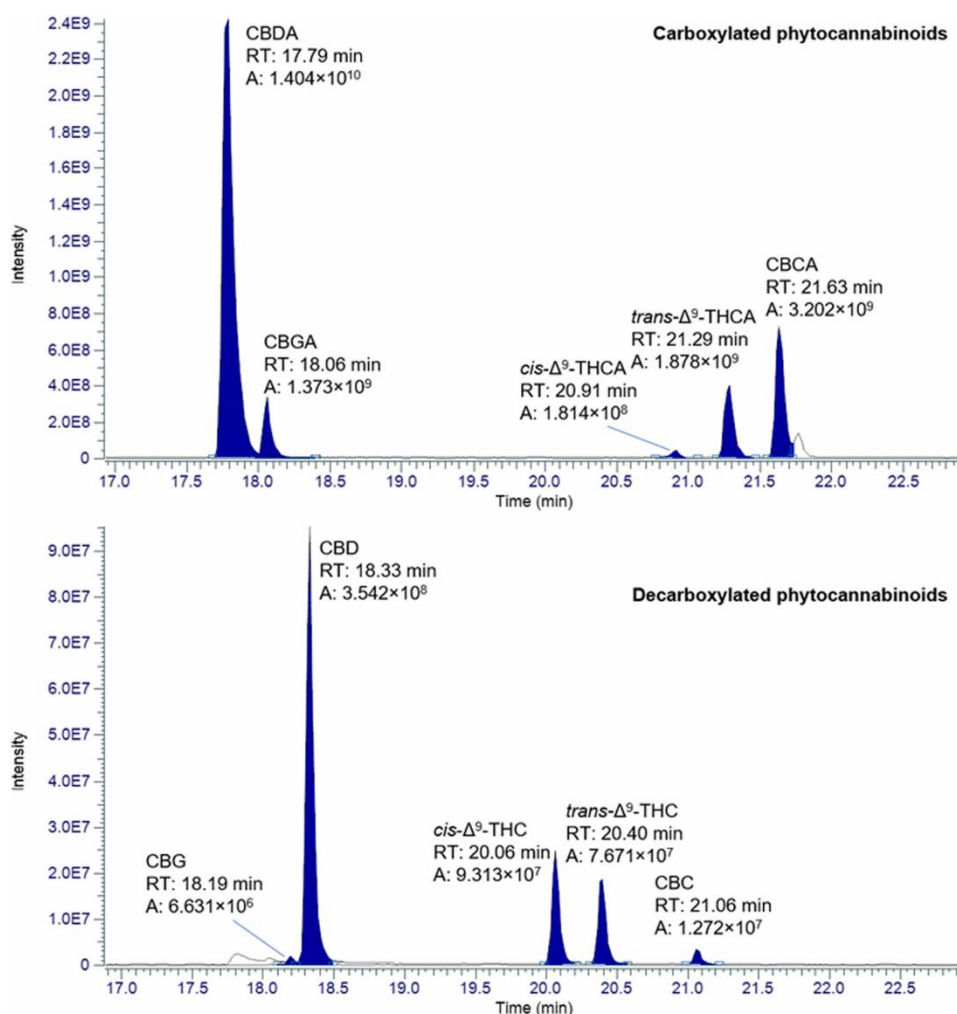 Carboxylated phytocannabinoids
CBDA
RT: 17.79 min
A: 1.404×10¹⁰
CBGA
RT: 18.06 min
A: 1.373×10⁹
cis-Δ⁹-THCA
RT: 20.91 min
A: 1.814×10⁸
trans-Δ⁹-THCA
RT: 21.29 min
A: 1.878×10⁹
CBCA
RT: 21.63 min
A: 3.202×10⁹
Intensity
2.4E9
2.2E9
2.0E9
1.8E9
1.6E9
1.4E9
1.2E9
1.0E9
8.0E8
6.0E8
4.0E8
2.0E8
0
17.0 17.5 18.0 18.5 19.0 19.5 20.0 20.5 21.0 21.5 22.0 22.5
Time (min)
Decarboxylated phytocannabinoids
CBD
RT: 18.33 min
A: 3.542×10⁸
CBG
RT: 18.19 min
A: 6.631×10⁶
cis-Δ⁹-THC
RT: 20.06 min
A: 9.313×10⁷
trans-Δ⁹-THC
RT: 20.40 min
A: 7.671×10⁷
CBC
RT: 21.06 min
A: 1.272×10⁷
Intensity
9.0E7
8.0E7
7.0E7
6.0E7
5.0E7
4.0E7
3.0E7
2.0E7
1.0E7
0
17.0 17.5 18.0 18.5 19.0 19.5 20.0 20.5 21.0 21.5 22.0 22.5
Time (min)